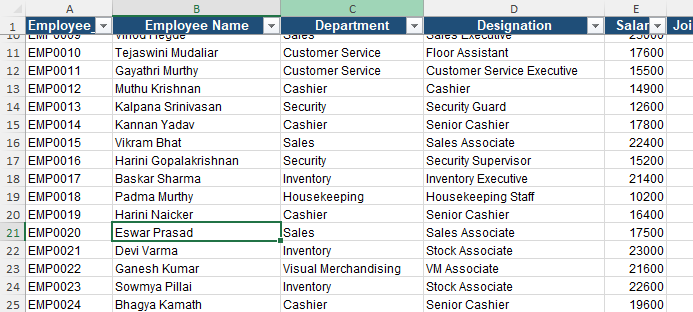 A B C D E
1 Employee_ Employee Name Department Designation Salar Joi
10 EMP0009 Vinod Hegde Sales Sales Executive 25000
11 EMP0010 Tejaswini Mudaliar Customer Service Floor Assistant 17600
12 EMP0011 Gayathri Murthy Customer Service Customer Service Executive 15500
13 EMP0012 Muthu Krishnan Cashier Cashier 14900
14 EMP0013 Kalpana Srinivasan Security Security Guard 12600
15 EMP0014 Kannan Yadav Cashier Senior Cashier 17800
16 EMP0015 Vikram Bhat Sales Sales Associate 22400
17 EMP0016 Harini Gopalakrishnan Security Security Supervisor 15200
18 EMP0017 Baskar Sharma Inventory Inventory Executive 21400
19 EMP0018 Padma Murthy Housekeeping Housekeeping Staff 10200
20 EMP0019 Harini Naicker Cashier Senior Cashier 16400
21 EMP0020 Eswar Prasad Sales Sales Associate 17500
22 EMP0021 Devi Varma Inventory Stock Associate 23000
23 EMP0022 Ganesh Kumar Visual Merchandising VM Associate 21600
24 EMP0023 Sowmya Pillai Inventory Stock Associate 22600
25 EMP0024 Bhagya Kamath Cashier Senior Cashier 19600